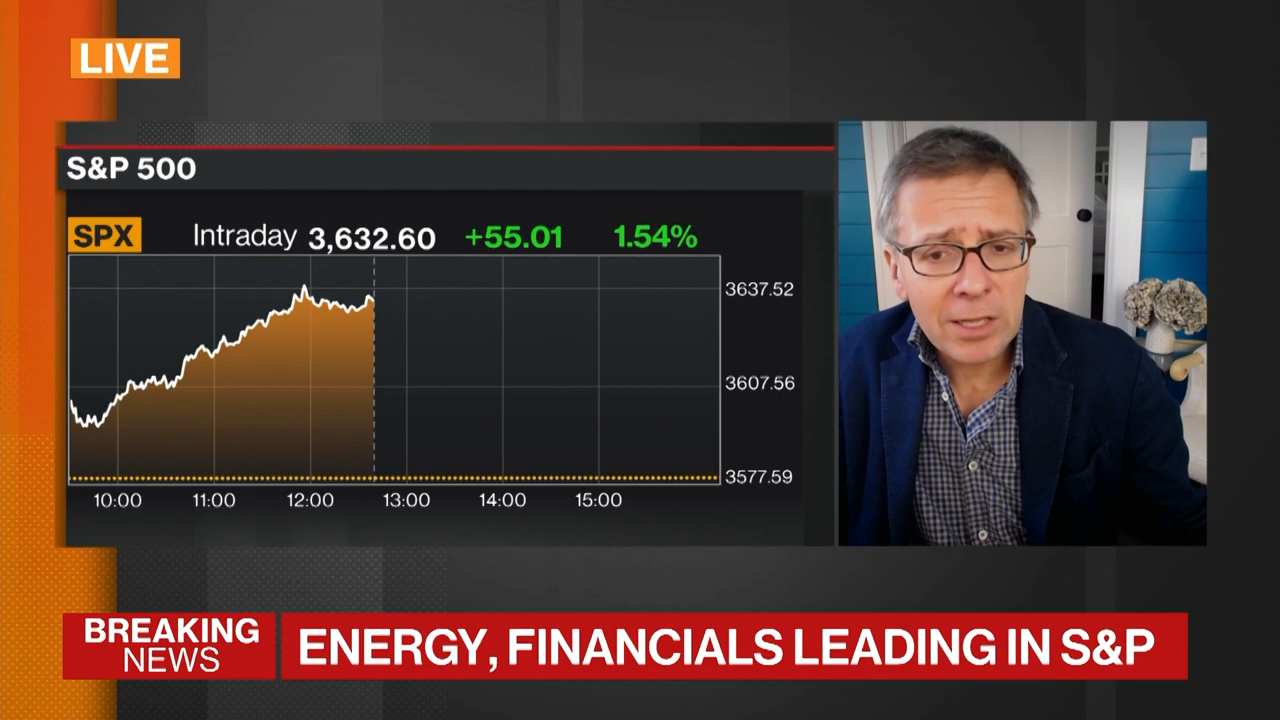 LIVE
S&P 500
SPX Intraday 3,632.60 +55.01 1.54%
3637.52
3607.56
3577.59
10:00 11:00 12:00 13:00 14:00 15:00
BREAKING
NEWS
ENERGY, FINANCIALS LEADING IN S&P